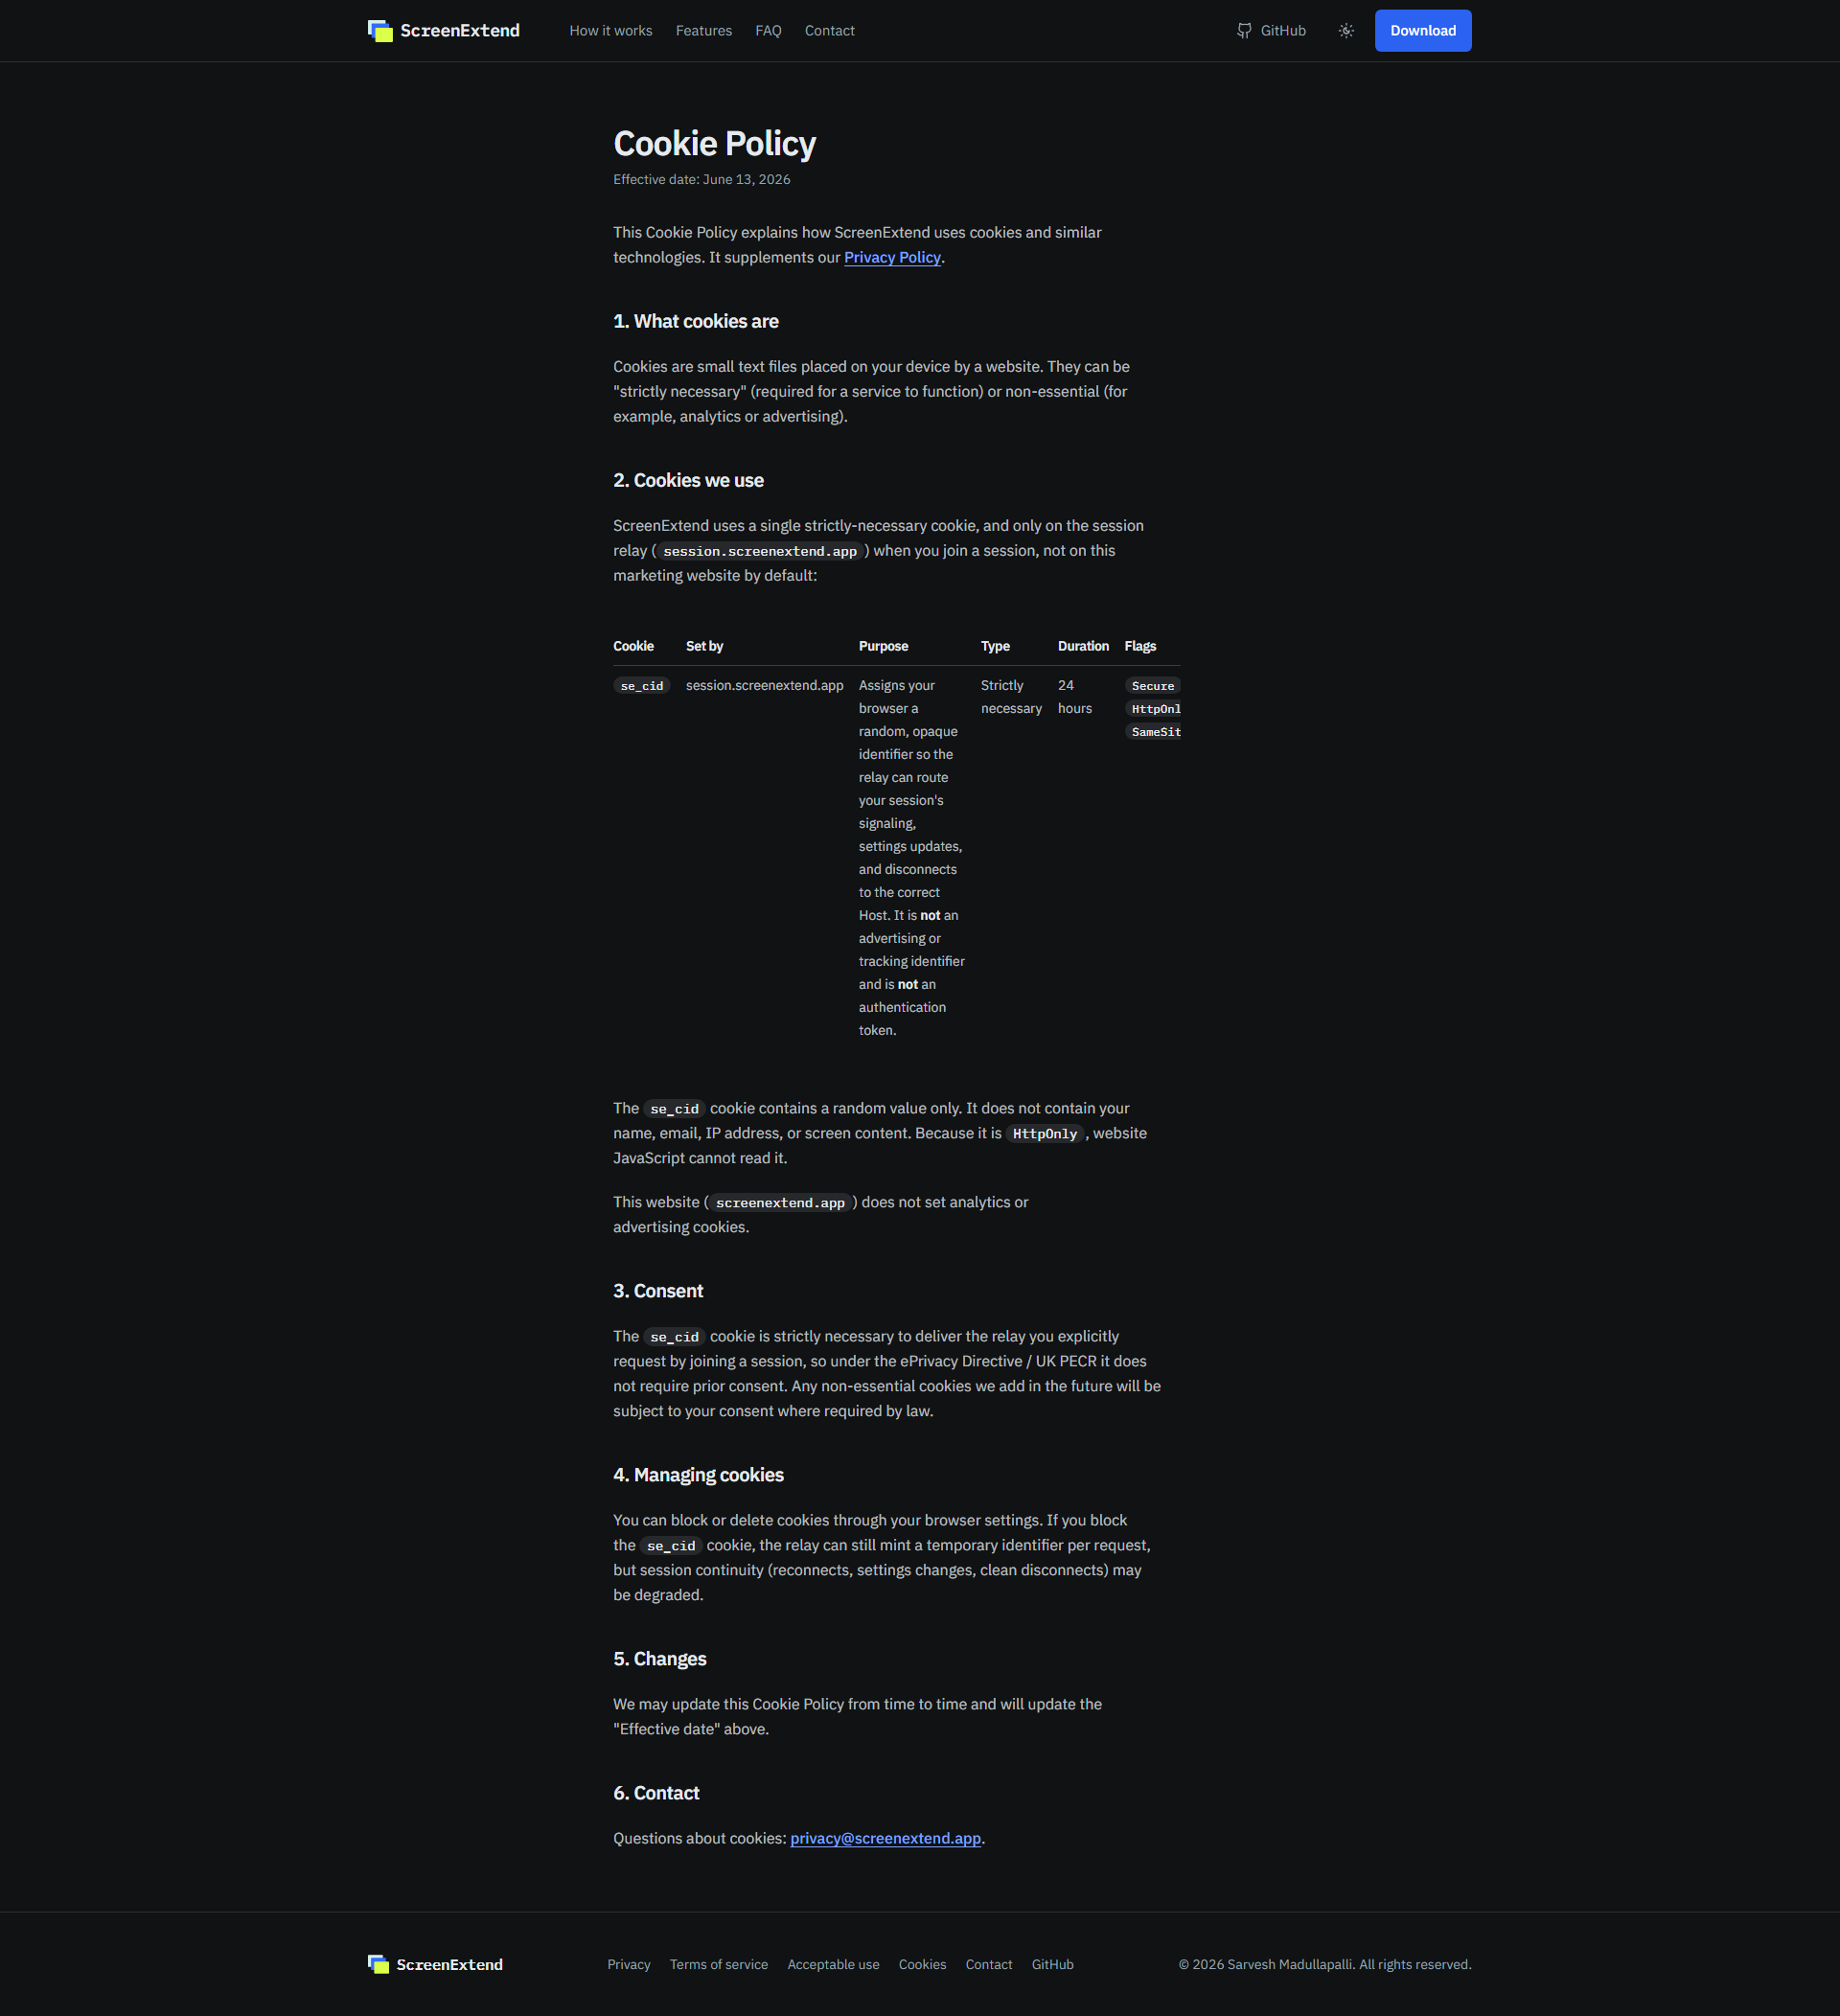 ScreenExtend
How it works
Features
FAQ
Contact
GitHub
Download
Cookie Policy
Effective date: June 13, 2026
This Cookie Policy explains how ScreenExtend uses cookies and similar
technologies. It supplements our Privacy Policy.
1. What cookies are
Cookies are small text files placed on your device by a website. They can be
"strictly necessary" (required for a service to function) or non-essential (for
example, analytics or advertising).
2. Cookies we use
ScreenExtend uses a single strictly-necessary cookie, and only on the session
relay (session.screenextend.app) when you join a session, not on this
marketing website by default:
Cookie
Set by
Purpose
Type
Duration
Flags
se_cid
session.screenextend.app
Assigns your
browser a
random, opaque
identifier so the
relay can route
your session's
signaling,
settings updates,
and disconnects
to the correct
Host. It is not an
advertising or
tracking identifier
and is not an
authentication
token.
Strictly
necessary
24
hours
Secure
HttpOnl
SameSit
The se_cid cookie contains a random value only. It does not contain your
name, email, IP address, or screen content. Because it is HttpOnly, website
JavaScript cannot read it.
This website (screenextend.app) does not set analytics or
advertising cookies.
3. Consent
The se_cid cookie is strictly necessary to deliver the relay you explicitly
request by joining a session, so under the ePrivacy Directive / UK PECR it does
not require prior consent. Any non-essential cookies we add in the future will be
subject to your consent where required by law.
4. Managing cookies
You can block or delete cookies through your browser settings. If you block
the se_cid cookie, the relay can still mint a temporary identifier per request,
but session continuity (reconnects, settings changes, clean disconnects) may
be degraded.
5. Changes
We may update this Cookie Policy from time to time and will update the
"Effective date" above.
6. Contact
Questions about cookies: privacy@screenextend.app.
ScreenExtend
Privacy
Terms of service
Acceptable use
Cookies
Contact
GitHub
© 2026 Sarvesh Madullapalli. All rights reserved.